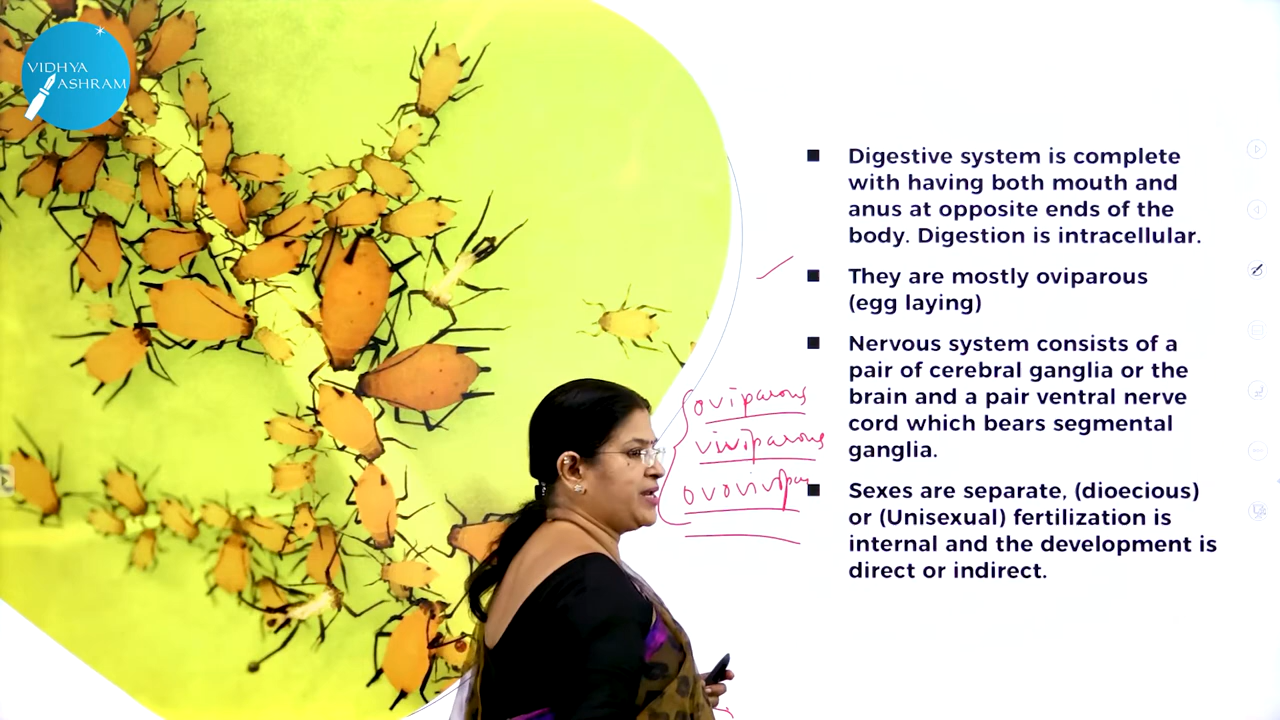 VIDHYA
ASHRAM
Digestive system is complete
with having both mouth and
anus at opposite ends of the
body. Digestion is intracellular.
They are mostly oviparous
(egg laying)
Nervous system consists of a
pair of cerebral ganglia or the
brain and a pair ventral nerve
cord which bears segmental
ganglia.
Sexes are separate, (dioecious)
or (Unisexual) fertilization is
internal and the development is
direct or indirect.
oviparous
viviparous
ovovivipar